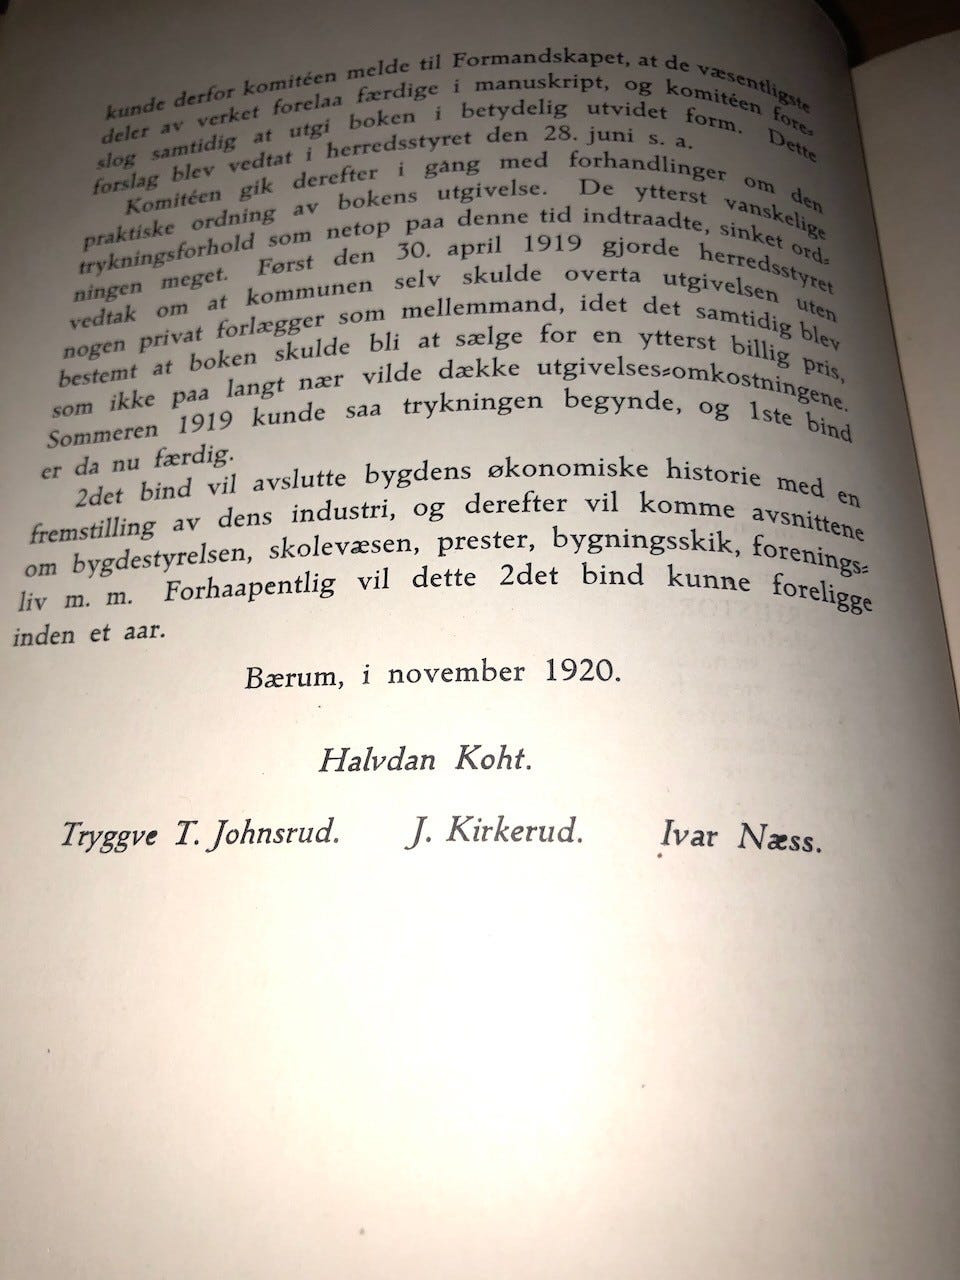 kunde derfor komitéen melde til Formandskapet, at de væsentligste
deler av verket forelaa færdige i manuskript, og komitéen fore⸗
slog samtidig at utgi boken i betydelig utvidet form. Dette
forslag blev vedtat i herredsstyret den 28. juni s. a.
Komitéen gik derefter i gang med forhandlinger om den
praktiske ordning av bokens utgivelse. De ytterst vanskelige
trykningsforhold som netop paa denne tid indtraadte, sinket ord⸗
ningen meget. Først den 30. april 1919 gjorde herredsstyret
vedtak om at kommunen selv skulde overta utgivelsen uten
nogen privat forlægger som mellemmand, idet det samtidig blev
bestemt at boken skulde bli at sælge for en ytterst billig pris,
som ikke paa langt nær vilde dække utgivelses⸗omkostningene.
Sommeren 1919 kunde saa trykningen begynde, og 1ste bind
er da nu færdig.
2det bind vil avslutte bygdens økonomiske historie med en
fremstilling av dens industri, og derefter vil komme avsnittene
om bygdestyrelsen, skolevæsen, prester, bygningsskik, forenings⸗
liv m. m. Forhaapentlig vil dette 2det bind kunne foreligge
inden et aar.
Bærum, i november 1920.
Halvdan Koht.
Tryggve T. Johnsrud. J. Kirkerud. Ivar Næss.